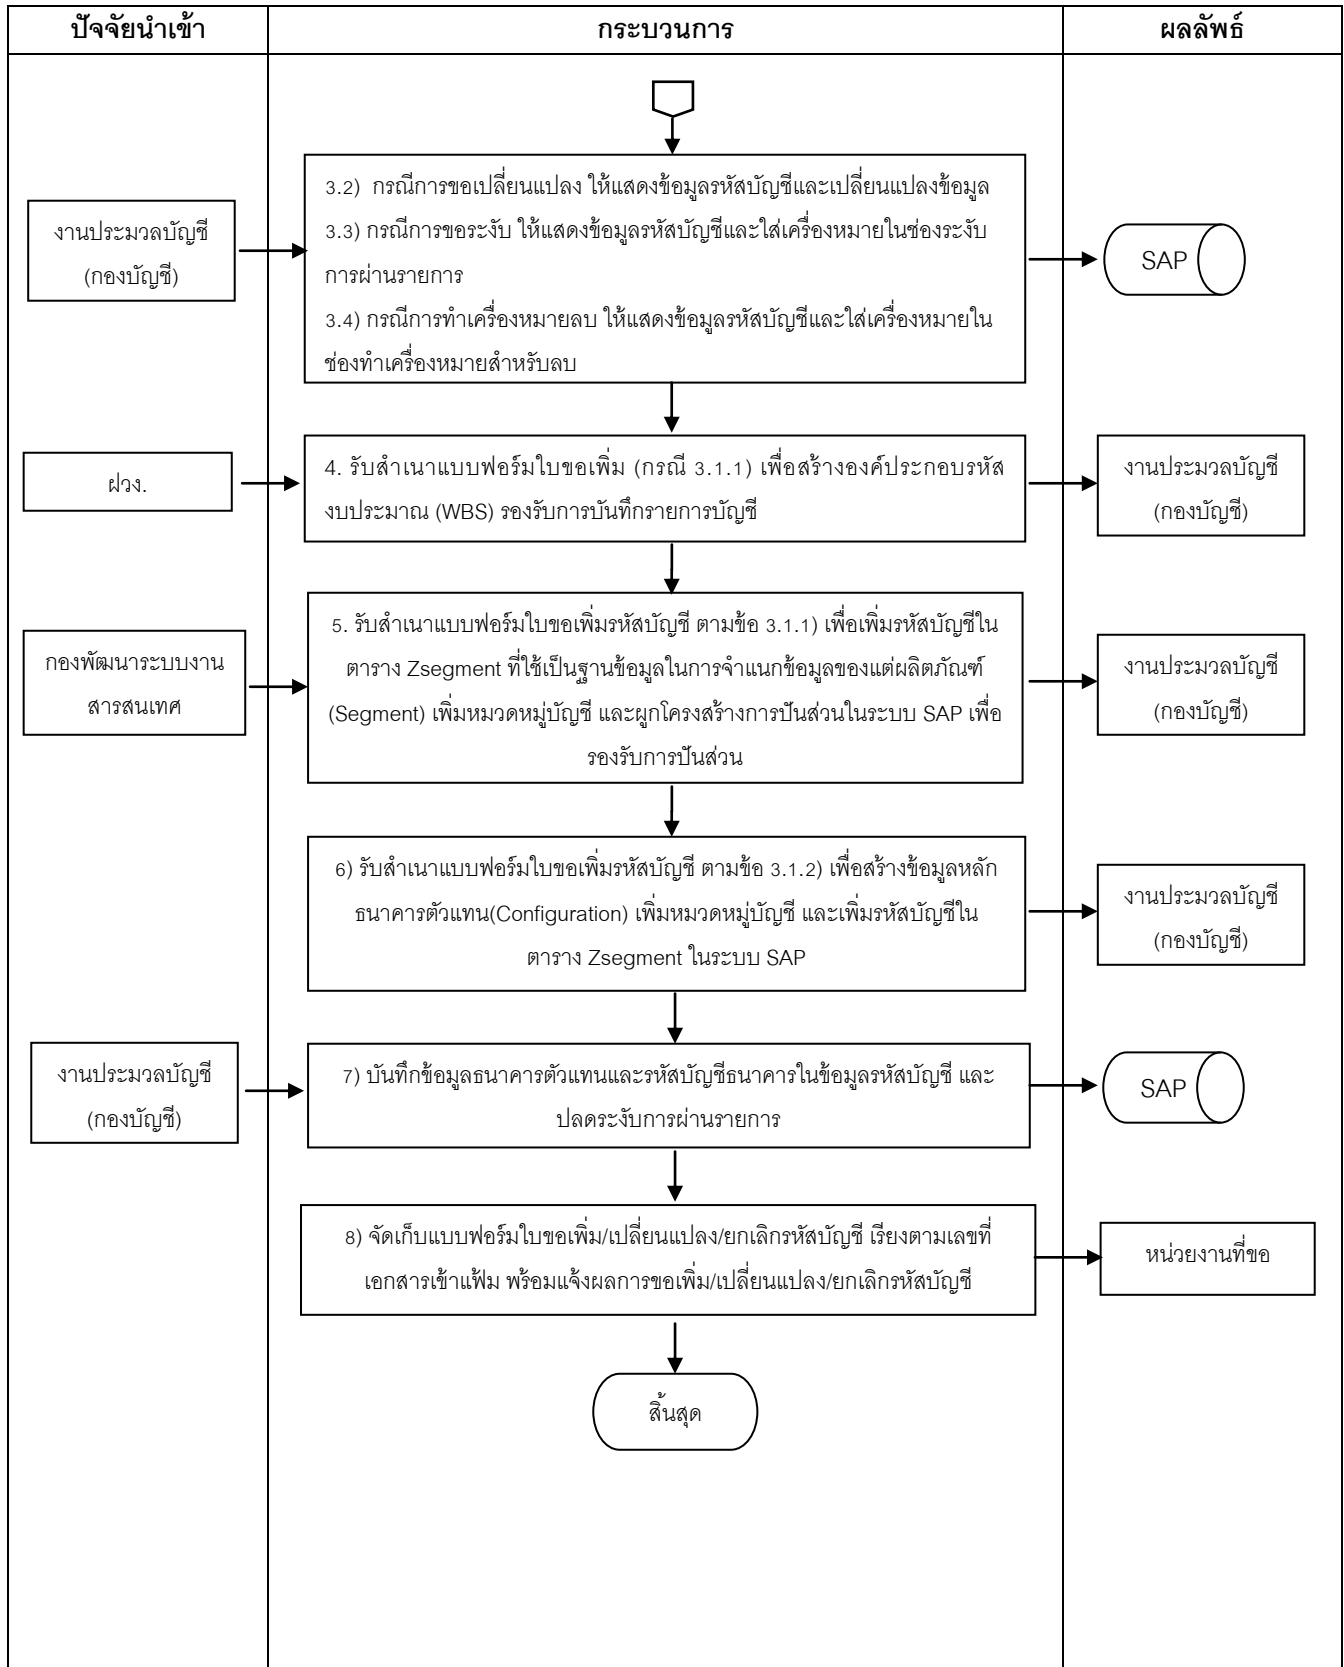 ปัจจัยนำเข้า
กระบวนการ
ผลลัพธ์
งานประมวลบัญชี
(กองบัญชี)
3.2) กรณีการขอเปลี่ยนแปลง ให้แสดงข้อมูลรหัสบัญชีและเปลี่ยนแปลงข้อมูล
3.3) กรณีการขอระงับ ให้แสดงข้อมูลรหัสบัญชีและใส่เครื่องหมายในช่องระงับ
การผ่านรายการ
3.4) กรณีการทำเครื่องหมายลบ ให้แสดงข้อมูลรหัสบัญชีและใส่เครื่องหมายใน
ช่องทำเครื่องหมายสำหรับลบ
SAP
ฝวง.
4. รับสำเนาแบบฟอร์มใบขอเพิ่ม (กรณี 3.1.1) เพื่อสร้างองค์ประกอบรหัส
งบประมาณ (WBS) รองรับการบันทึกรายการบัญชี
งานประมวลบัญชี
(กองบัญชี)
กองพัฒนาระบบงาน
สารสนเทศ
5. รับสำเนาแบบฟอร์มใบขอเพิ่มรหัสบัญชี ตามข้อ 3.1.1) เพื่อเพิ่มรหัสบัญชีใน
ตาราง Zsegment ที่ใช้เป็นฐานข้อมูลในการจำแนกข้อมูลของแต่ผลิตภัณฑ์
(Segment) เพิ่มหมวดหมู่บัญชี และผูกโครงสร้างการปันส่วนในระบบ SAP เพื่อ
รองรับการปันส่วน
งานประมวลบัญชี
(กองบัญชี)
6) รับสำเนาแบบฟอร์มใบขอเพิ่มรหัสบัญชี ตามข้อ 3.1.2) เพื่อสร้างข้อมูลหลัก
ธนาคารตัวแทน(Configuration) เพิ่มหมวดหมู่บัญชี และเพิ่มรหัสบัญชีใน
ตาราง Zsegment ในระบบ SAP
งานประมวลบัญชี
(กองบัญชี)
งานประมวลบัญชี
(กองบัญชี)
7) บันทึกข้อมูลธนาคารตัวแทนและรหัสบัญชีธนาคารในข้อมูลรหัสบัญชี และ
ปลดระงับการผ่านรายการ
SAP
8) จัดเก็บแบบฟอร์มใบขอเพิ่ม/เปลี่ยนแปลง/ยกเลิกรหัสบัญชี เรียงตามเลขที่
เอกสารเข้าแฟ้ม พร้อมแจ้งผลการขอเพิ่ม/เปลี่ยนแปลง/ยกเลิกรหัสบัญชี
หน่วยงานที่ขอ
สิ้นสุด